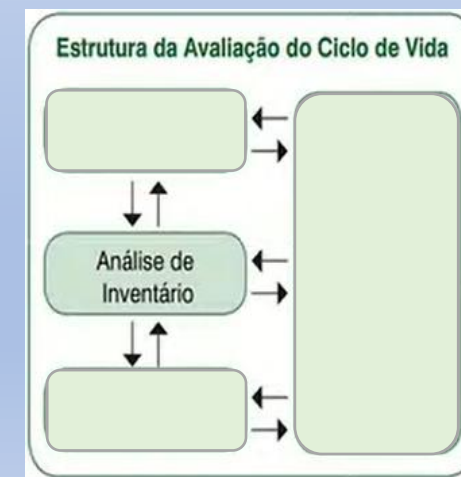 Estrutura da Avaliação do Ciclo de Vida
Análise de
Inventário